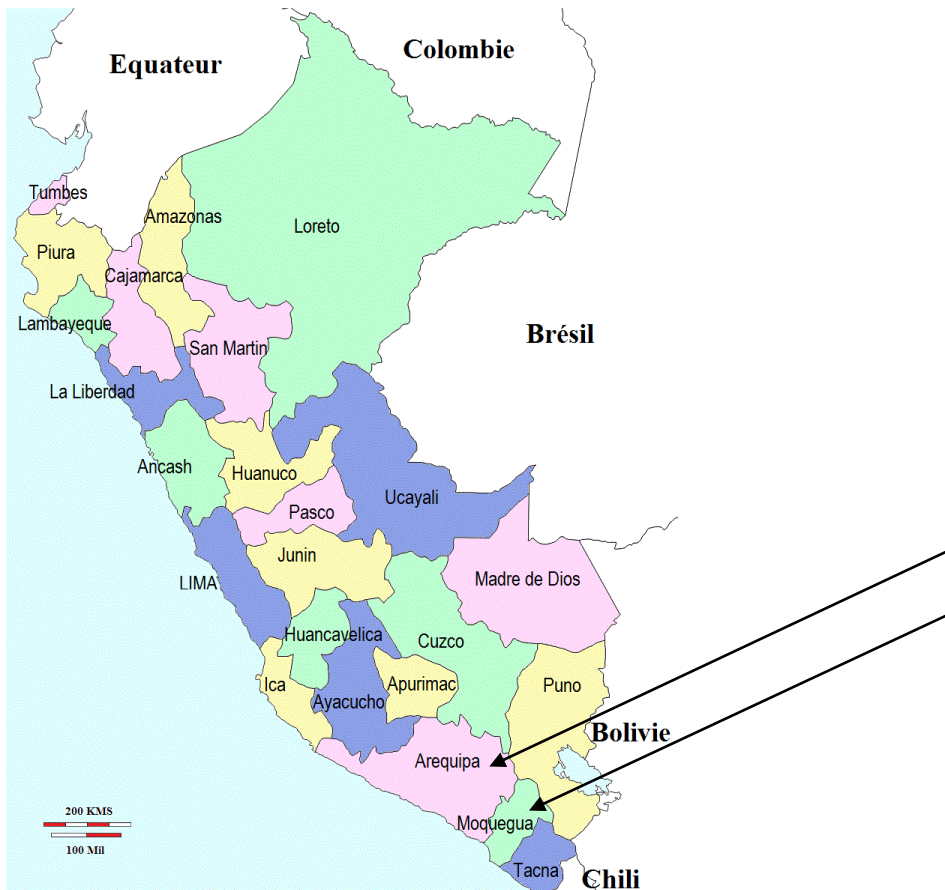 Colombie
Equateur
Tumbes
Amazonas
Loreto
Piura
Cajamarca
Lambayeque
Brésil
San Martin
La Liberdad
Ancash
Huanuco
Ucayali
Pasco
Junin
LIMA
Madre de Dios
Huancavelica
Cuzco
Ica
Apurimac
Puno
Ayacucho
Bolivie
Arequipa
200 KMS
Moquegua
100 Mil
Tacna
Chili